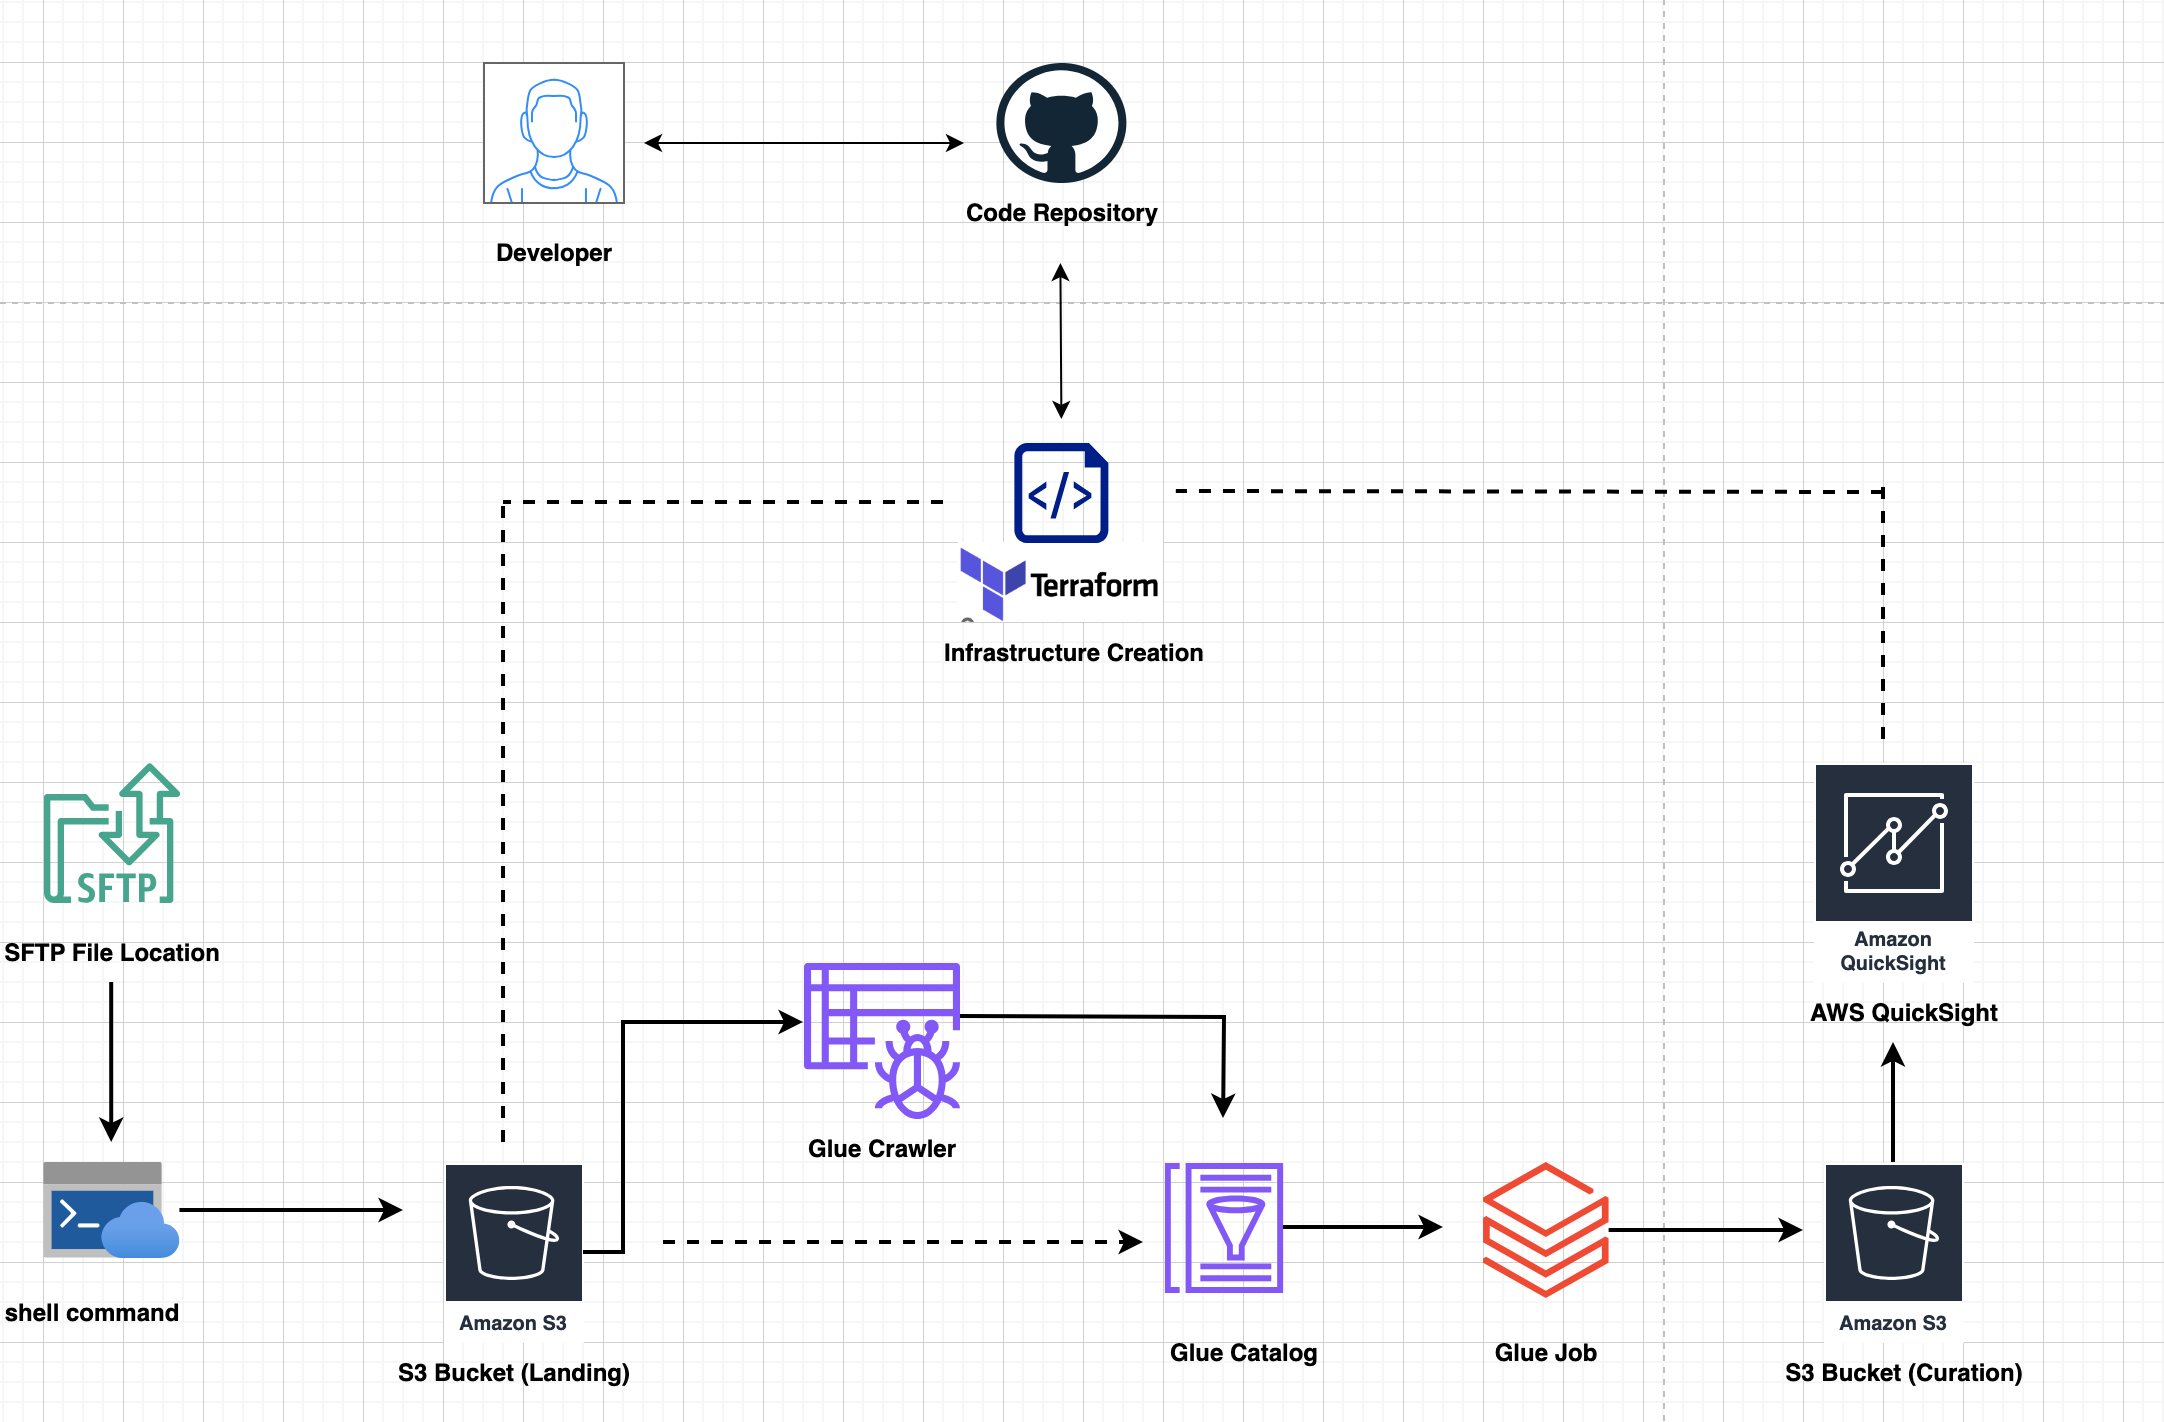 Developer
Code Repository
</>
Terraform
Infrastructure Creation
SFTP
SFTP File Location
Amazon
QuickSight
AWS QuickSight
Glue Crawler
>_
shell command
Amazon S3
S3 Bucket (Landing)
Glue Catalog
Glue Job
Amazon S3
S3 Bucket (Curation)